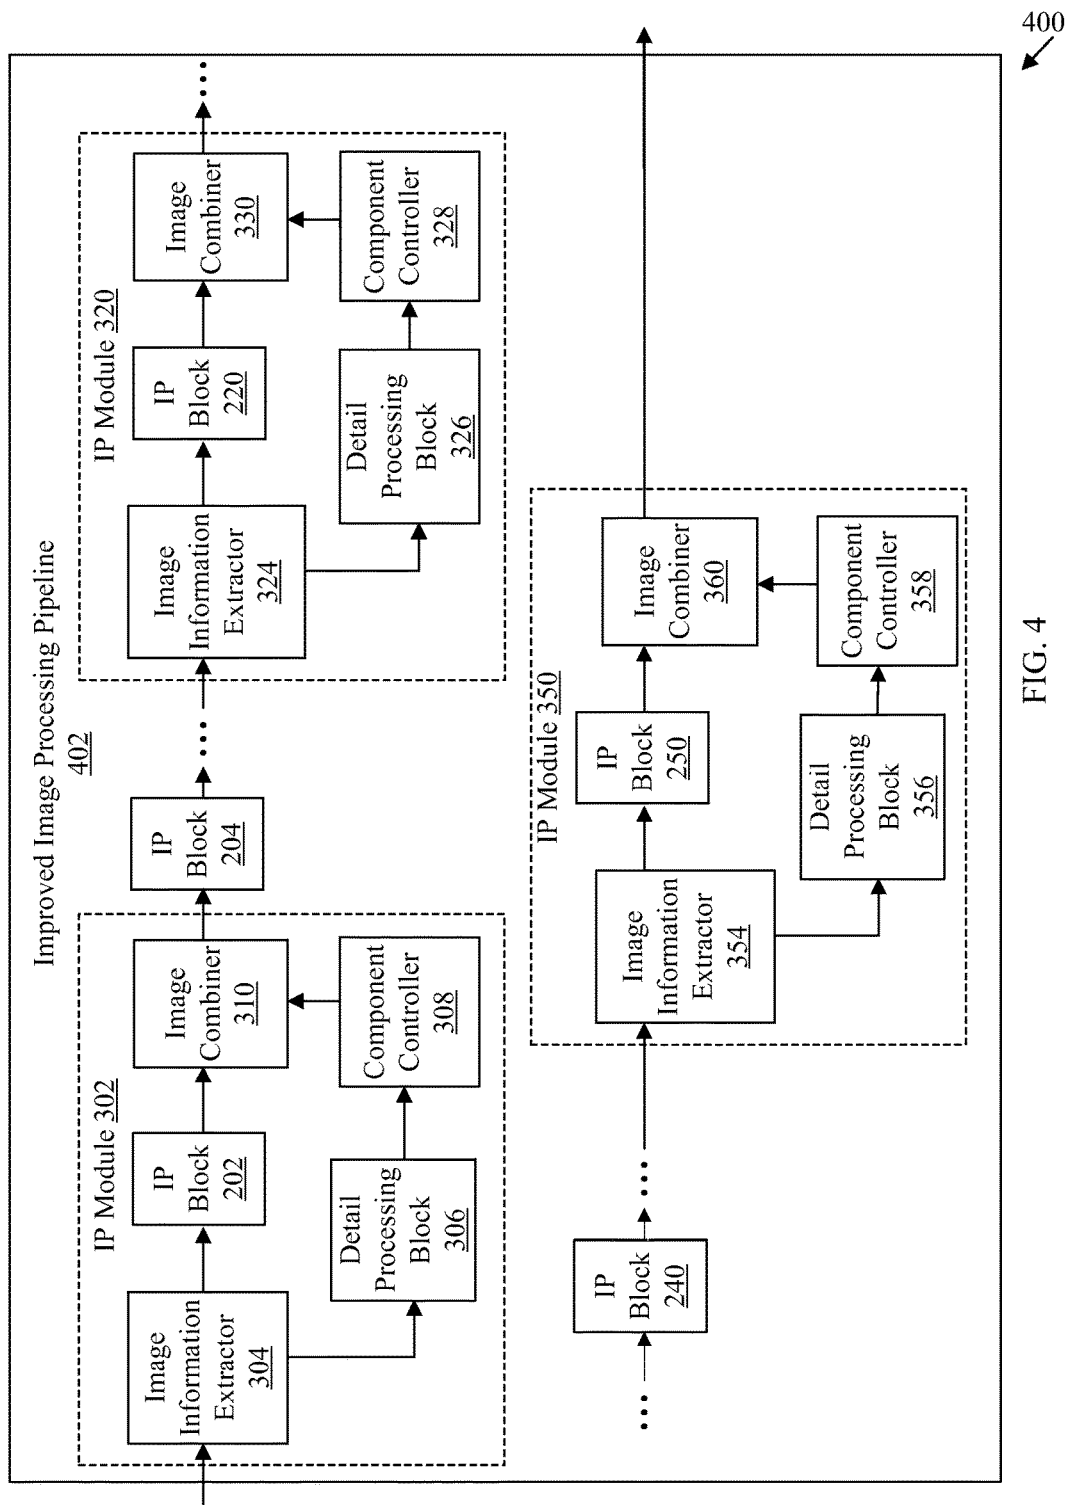 Improved Image Processing Pipeline
402
IP Module 302
Image
Information
Extractor
304
IP
Block
202
Image
Combiner
310
Detail
Processing
Block
306
Component
Controller
308
IP
Block
204
...
IP Module 320
Image
Information
Extractor
324
IP
Block
220
Image
Combiner
330
Detail
Processing
Block
326
Component
Controller
328
...
...
IP
Block
240
...
IP Module 350
Image
Information
Extractor
354
IP
Block
250
Image
Combiner
360
Detail
Processing
Block
356
Component
Controller
358
FIG. 4
400